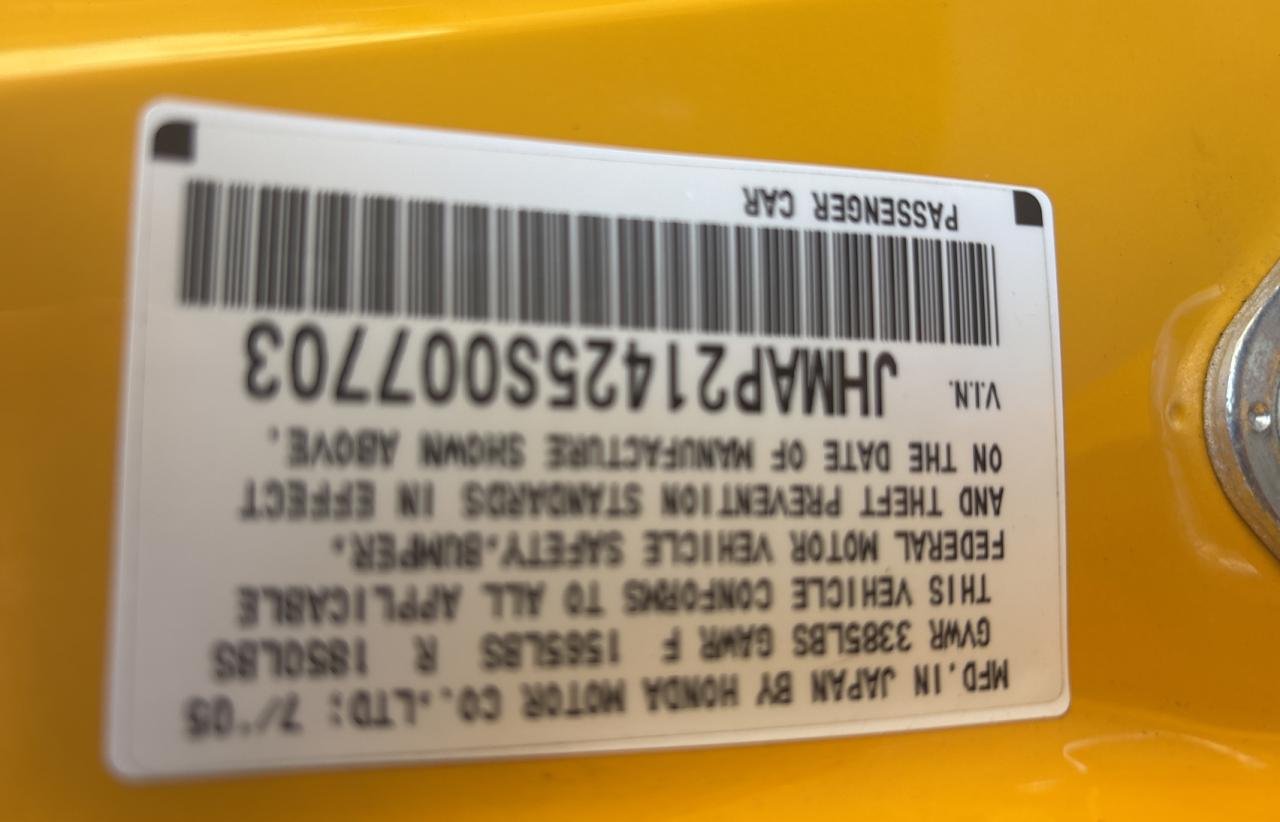 MFD.IN JAPAN BY HONDA MOTOR CO.,LTD: 7/'05
GVWR 3385LBS GAWR F 1565LBS R 1850LBS
THIS VEHICLE CONFORMS TO ALL APPLICABLE
FEDERAL MOTOR VEHICLE SAFETY.BUMPER.
AND THEFT PREVENTION STANDARDS IN EFFECT
ON THE DATE OF MANUFACTURE SHOWN ABOVE.
V.I.N. JHMAP21425S007703
PASSENGER CAR